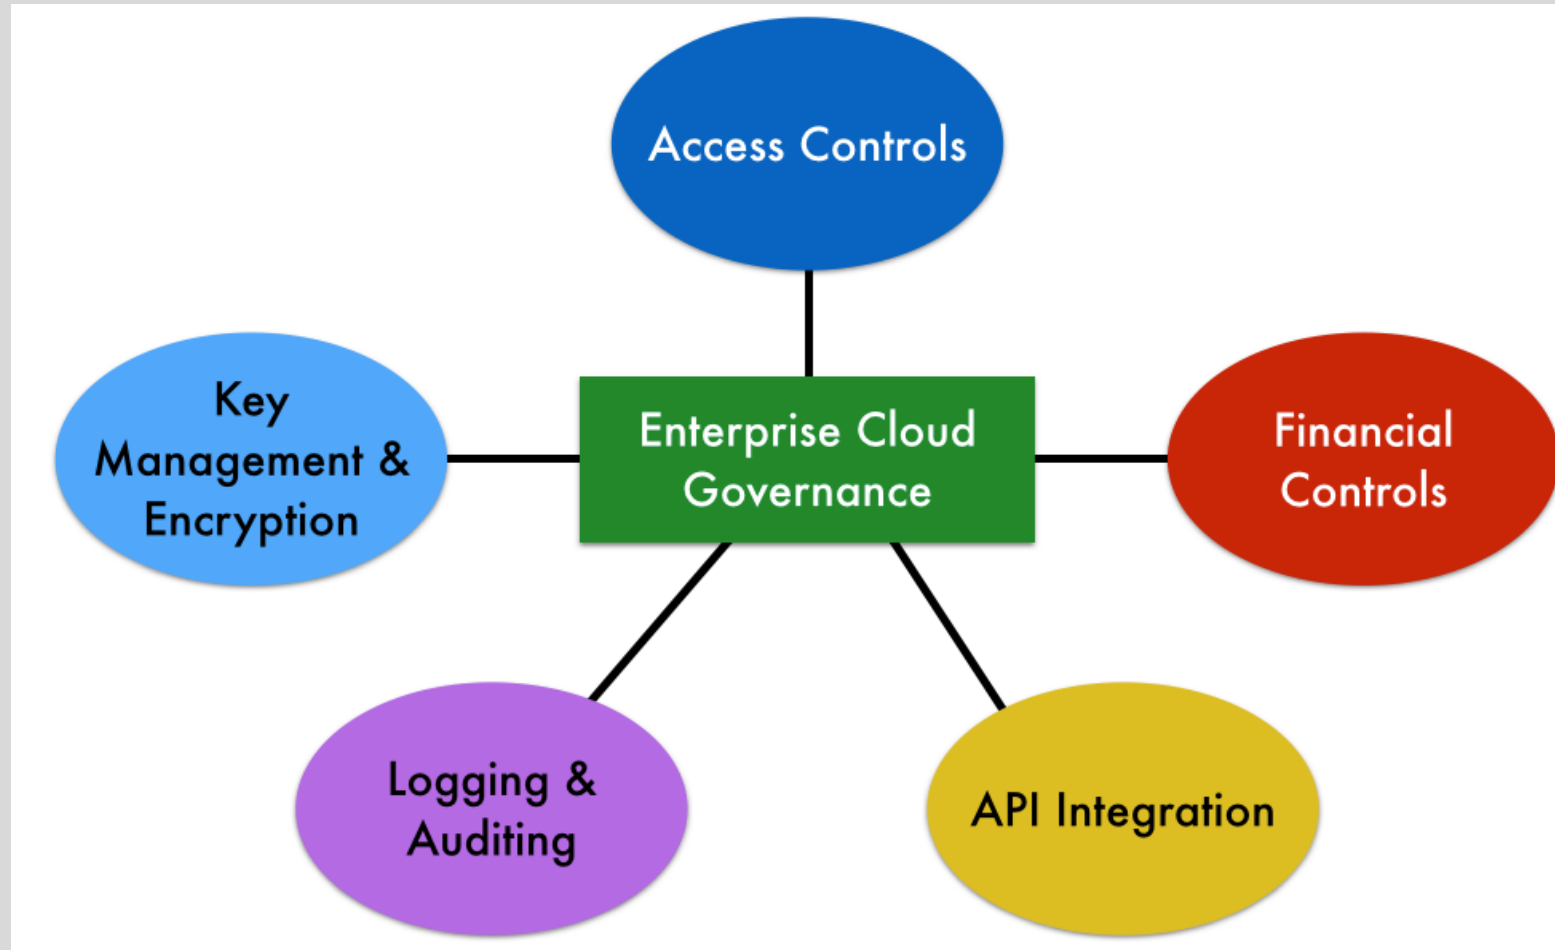 Access Controls
Key
Management &
Encryption
Enterprise Cloud
Governance
Financial
Controls
Logging &
Auditing
API Integration